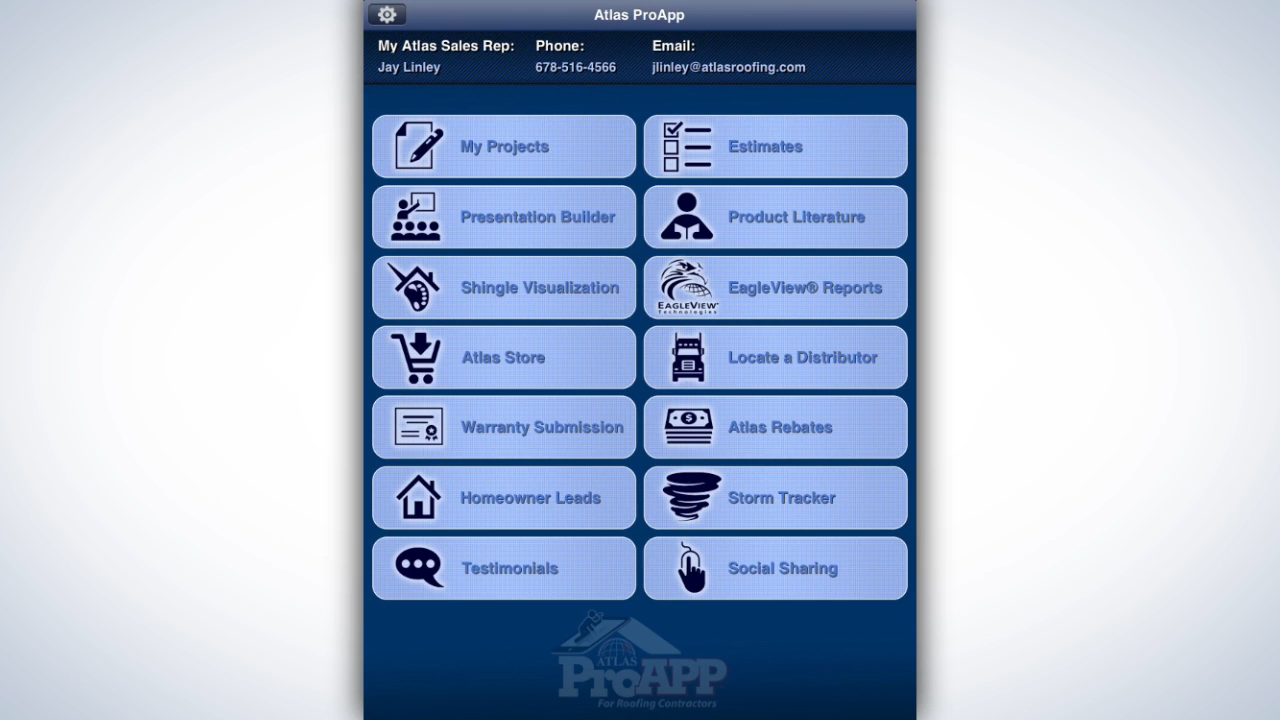 Atlas ProApp
My Atlas Sales Rep: Phone: Email:
Jay Linley 678-516-4566 jlinley@atlasroofing.com
My Projects
Estimates
Presentation Builder
Product Literature
Shingle Visualization
EAGLEVIEW
Technologies
EagleView® Reports
Atlas Store
Locate a Distributor
Warranty Submission
$
Atlas Rebates
Homeowner Leads
Storm Tracker
Testimonials
Social Sharing
ATLAS
ProAPP
For Roofing Contractors